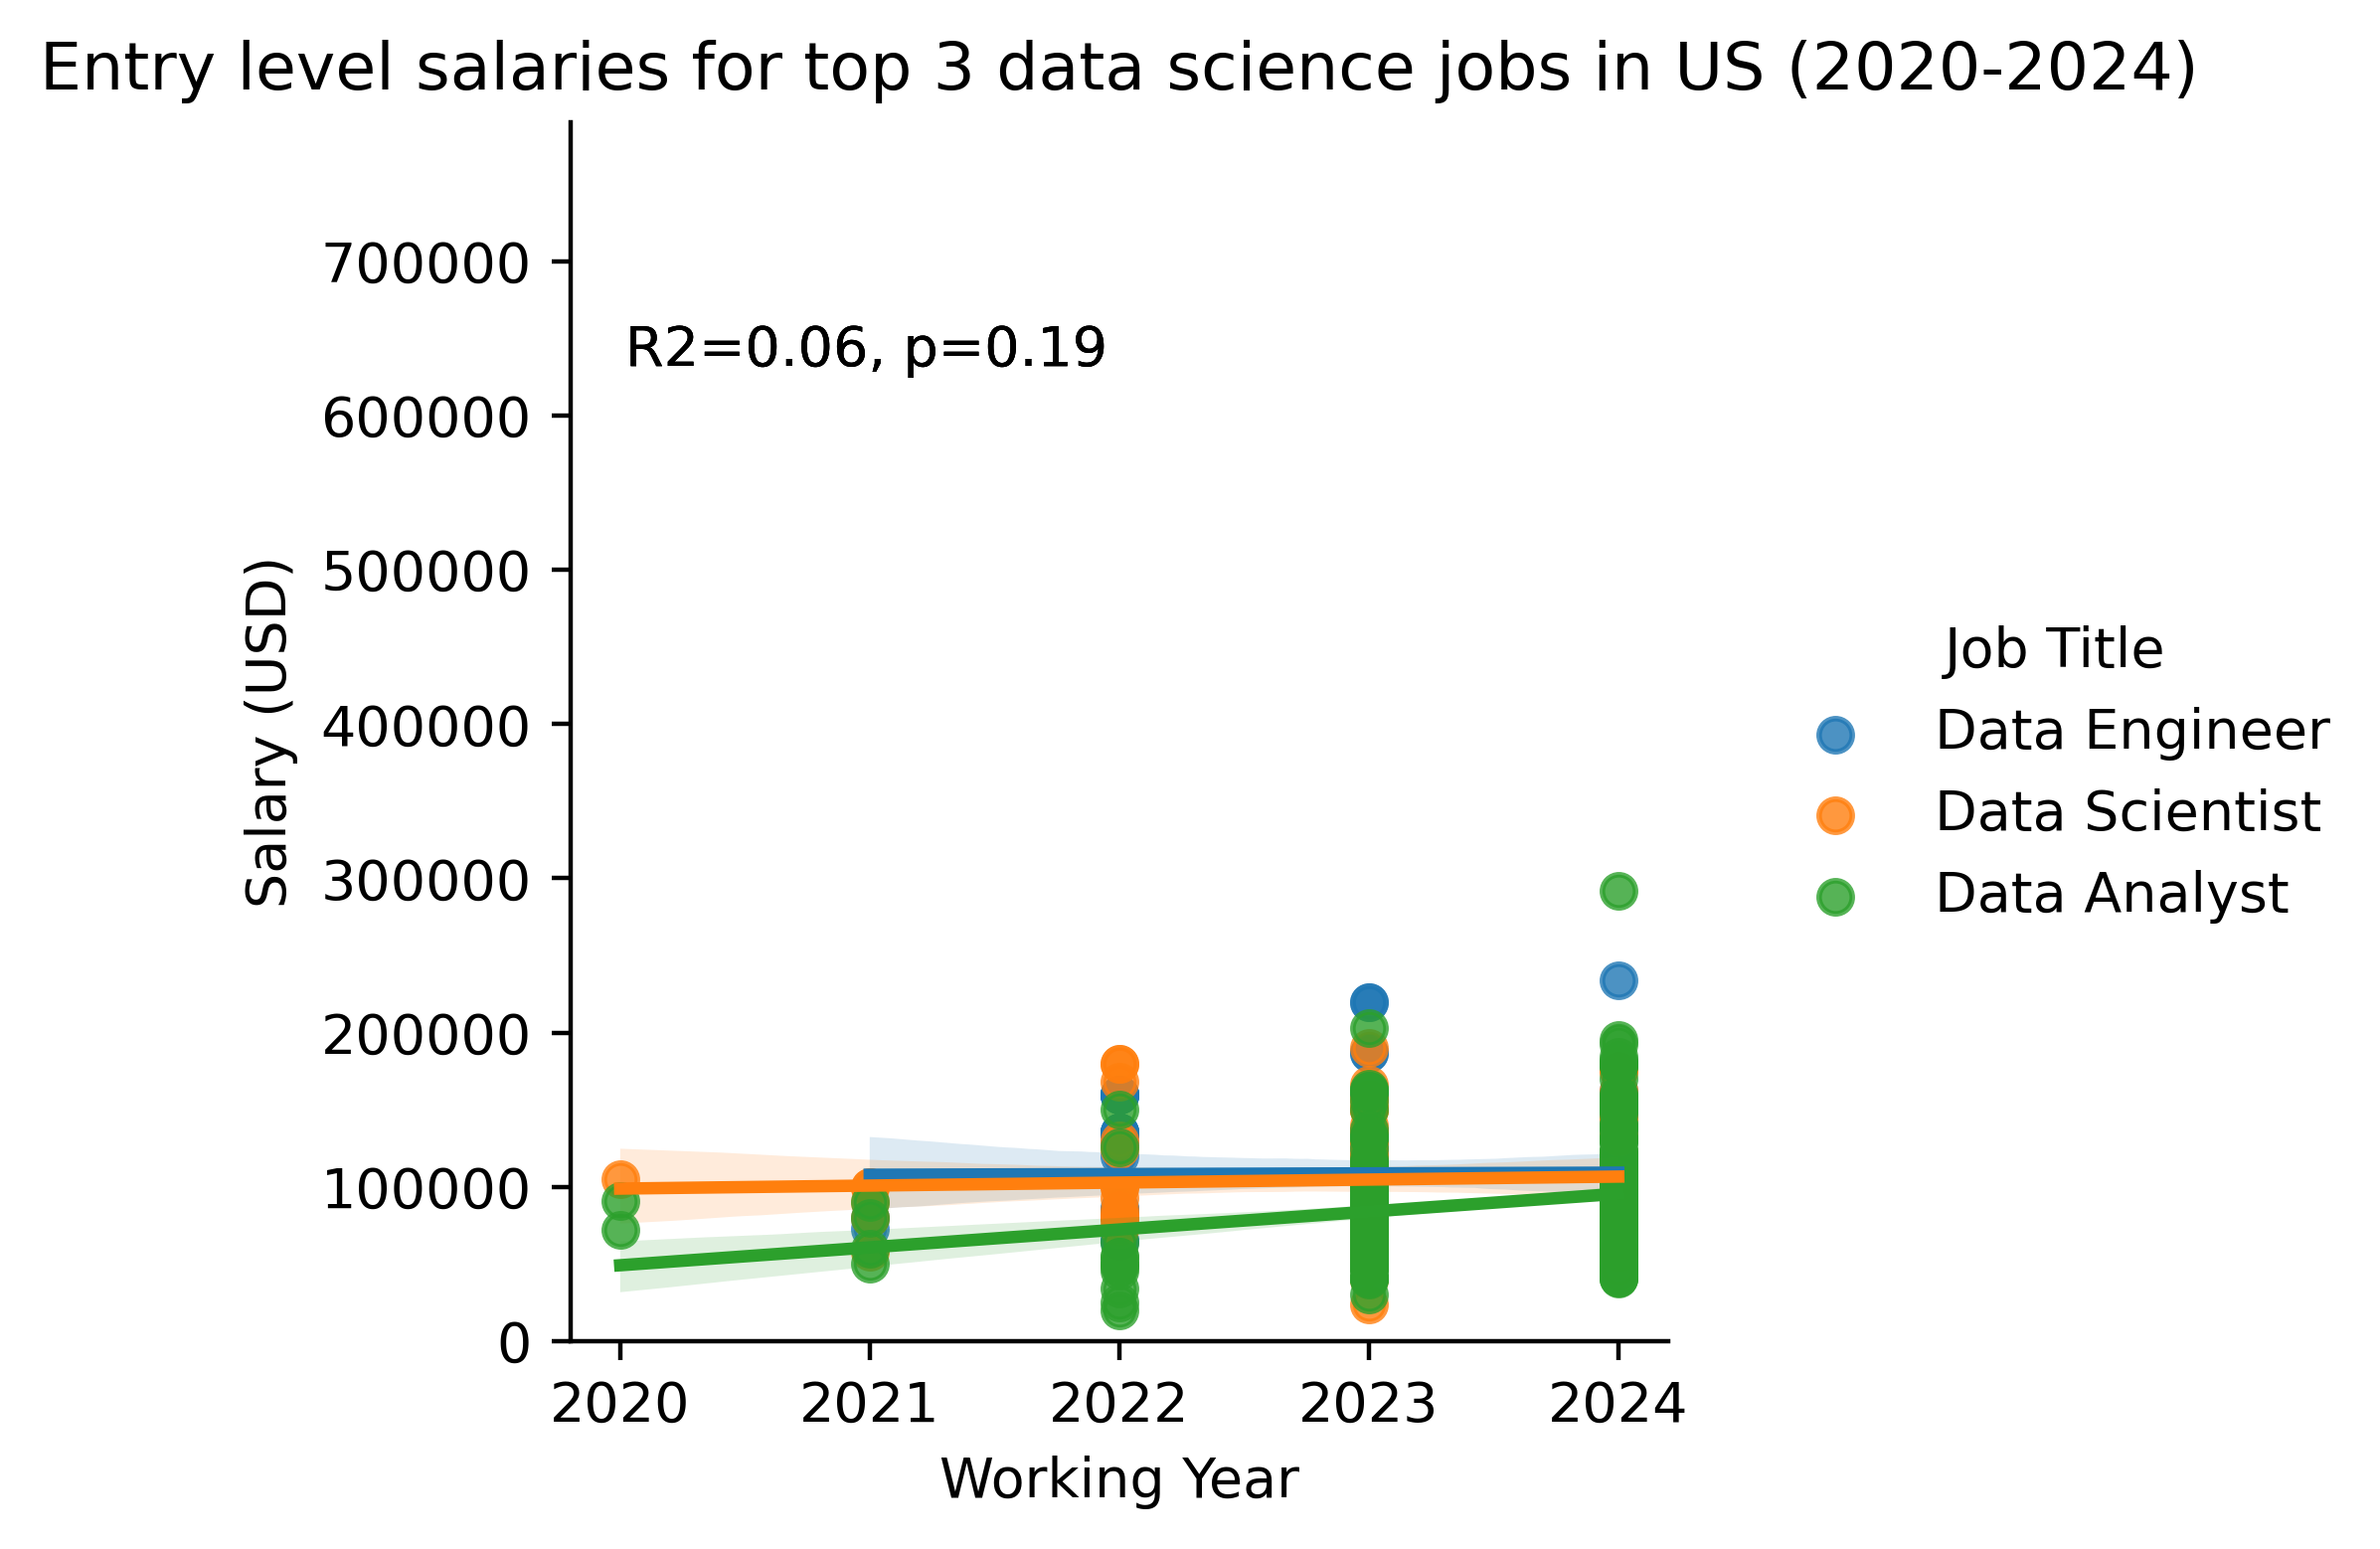 Entry level salaries for top 3 data science jobs in US (2020-2024)
700000
R2=0.06, p=0.19
600000
500000
400000
300000
200000
100000
0
Salary (USD)
2020 2021 2022 2023 2024
Working Year
Job Title
Data Engineer
Data Scientist
Data Analyst